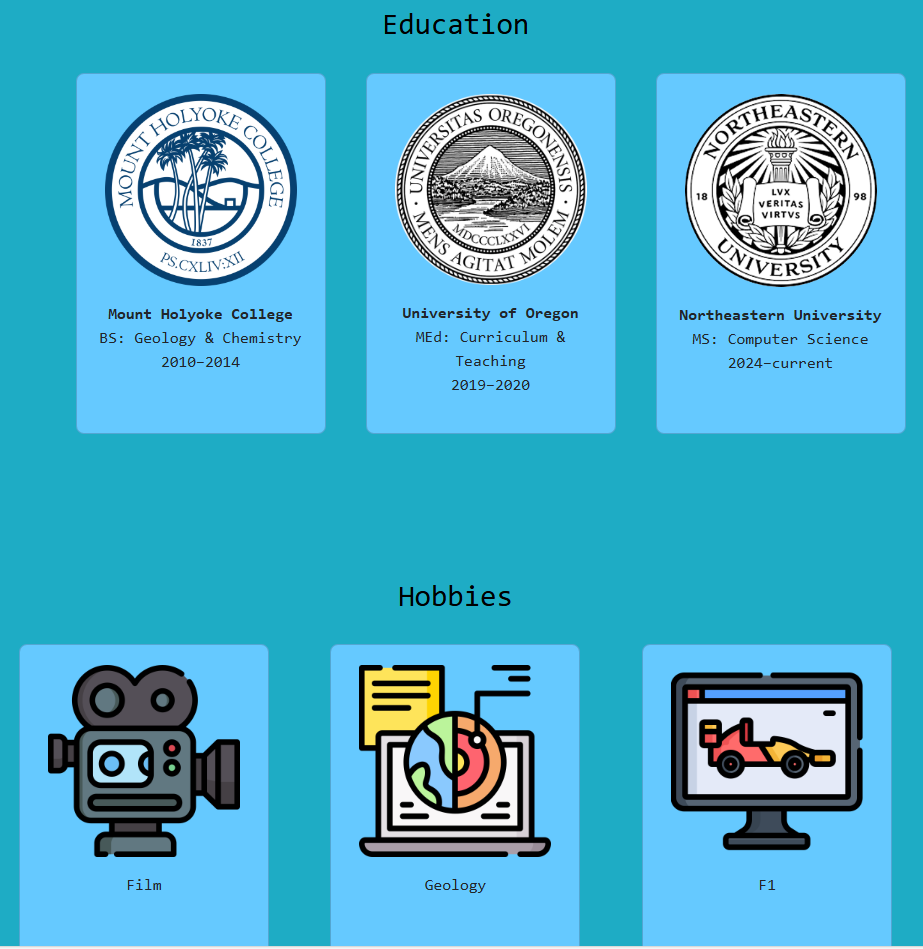 Education
MOUNT HOLYOKE COLLEGE
1837
PS.CXLIV:XII
UNIVERSITAS OREGONENSIS
MENS AGITAT MOLEM
MDCCCLXXVI
NORTHEASTERN
18
98
LVX
VERITAS
VIRTVS
UNIVERSITY
Mount Holyoke College
BS: Geology & Chemistry
2010–2014
University of Oregon
MEd: Curriculum &
Teaching
2019–2020
Northeastern University
MS: Computer Science
2024–current
Hobbies
Film
Geology
F1